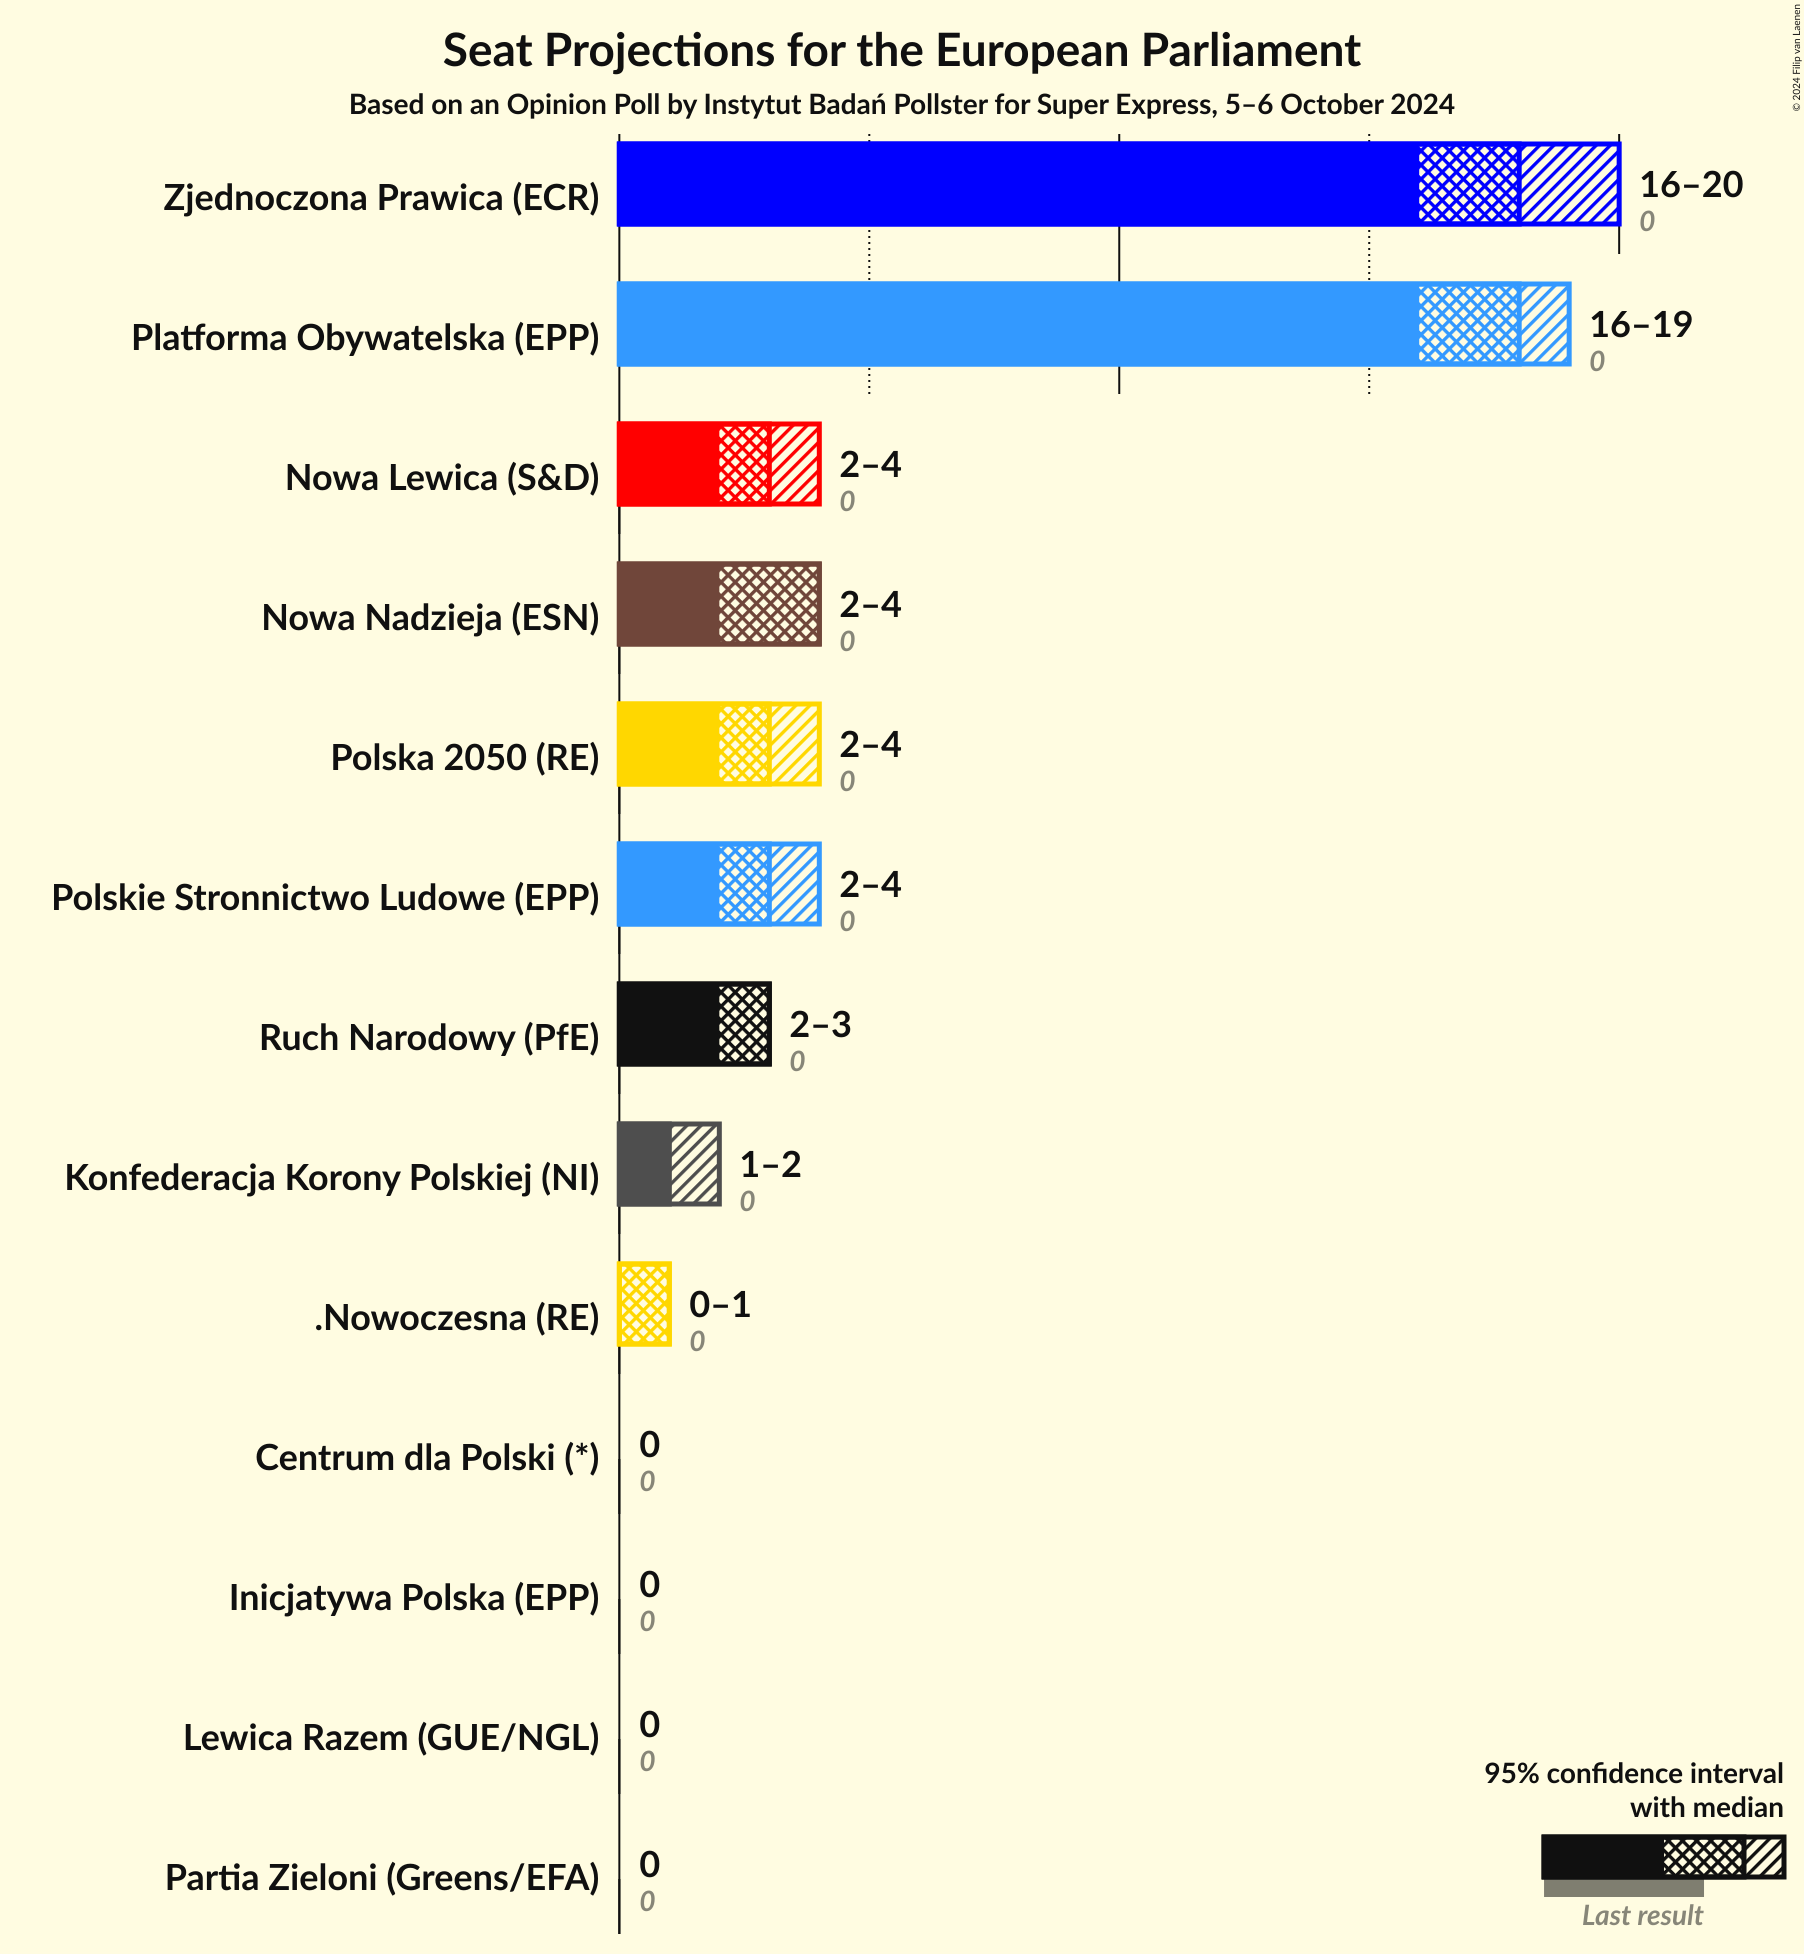 Seat Projections for the European Parliament
Based on an Opinion Poll by Instytut Badań Pollster for Super Express, 5–6 October 2024
© 2024 Filip van Laenen
Zjednoczona Prawica (ECR)
16–20
0
Platforma Obywatelska (EPP)
16–19
0
Nowa Lewica (S&D)
2–4
0
Nowa Nadzieja (ESN)
2–4
0
Polska 2050 (RE)
2–4
0
Polskie Stronnictwo Ludowe (EPP)
2–4
0
Ruch Narodowy (PfE)
2–3
0
Konfederacja Korony Polskiej (NI)
1–2
0
.Nowoczesna (RE)
0–1
0
Centrum dla Polski (*)
0
0
Inicjatywa Polska (EPP)
0
0
Lewica Razem (GUE/NGL)
0
0
Partia Zieloni (Greens/EFA)
0
0
95% confidence interval
with median
Last result